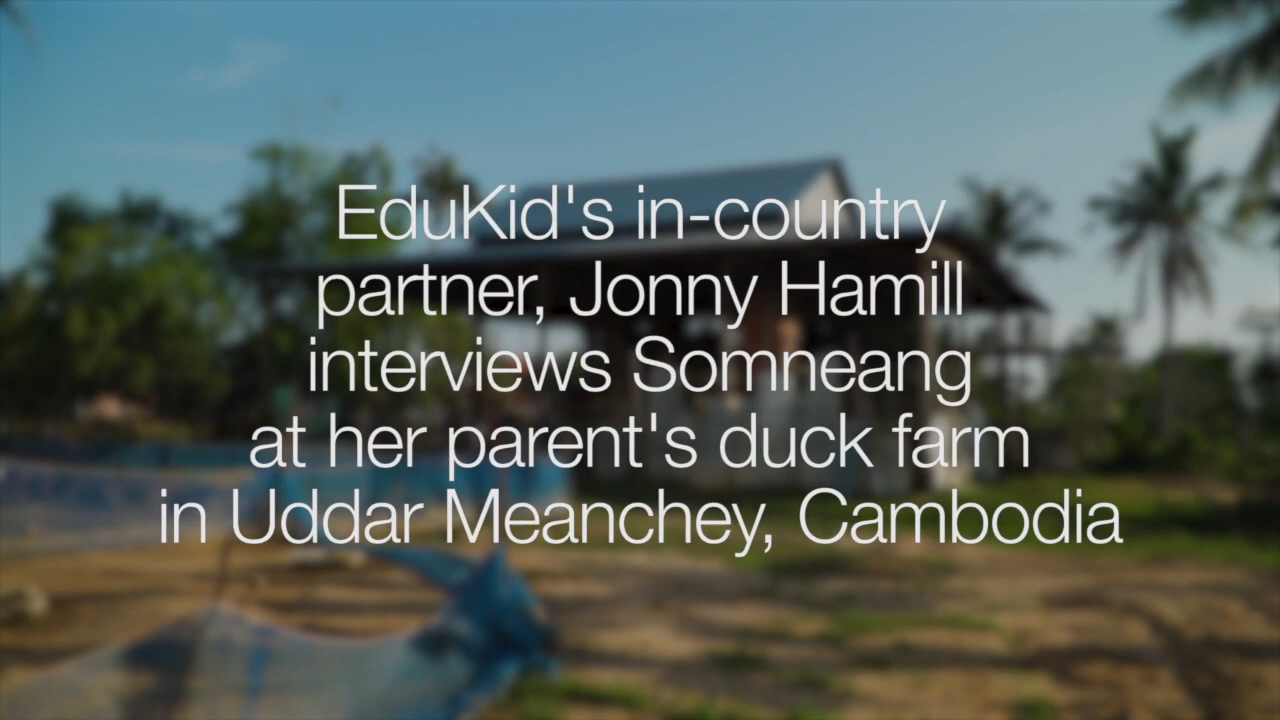 EduKid's in-country
partner, Jonny Hamill
interviews Somneang
at her parent's duck farm
in Uddar Meanchey, Cambodia